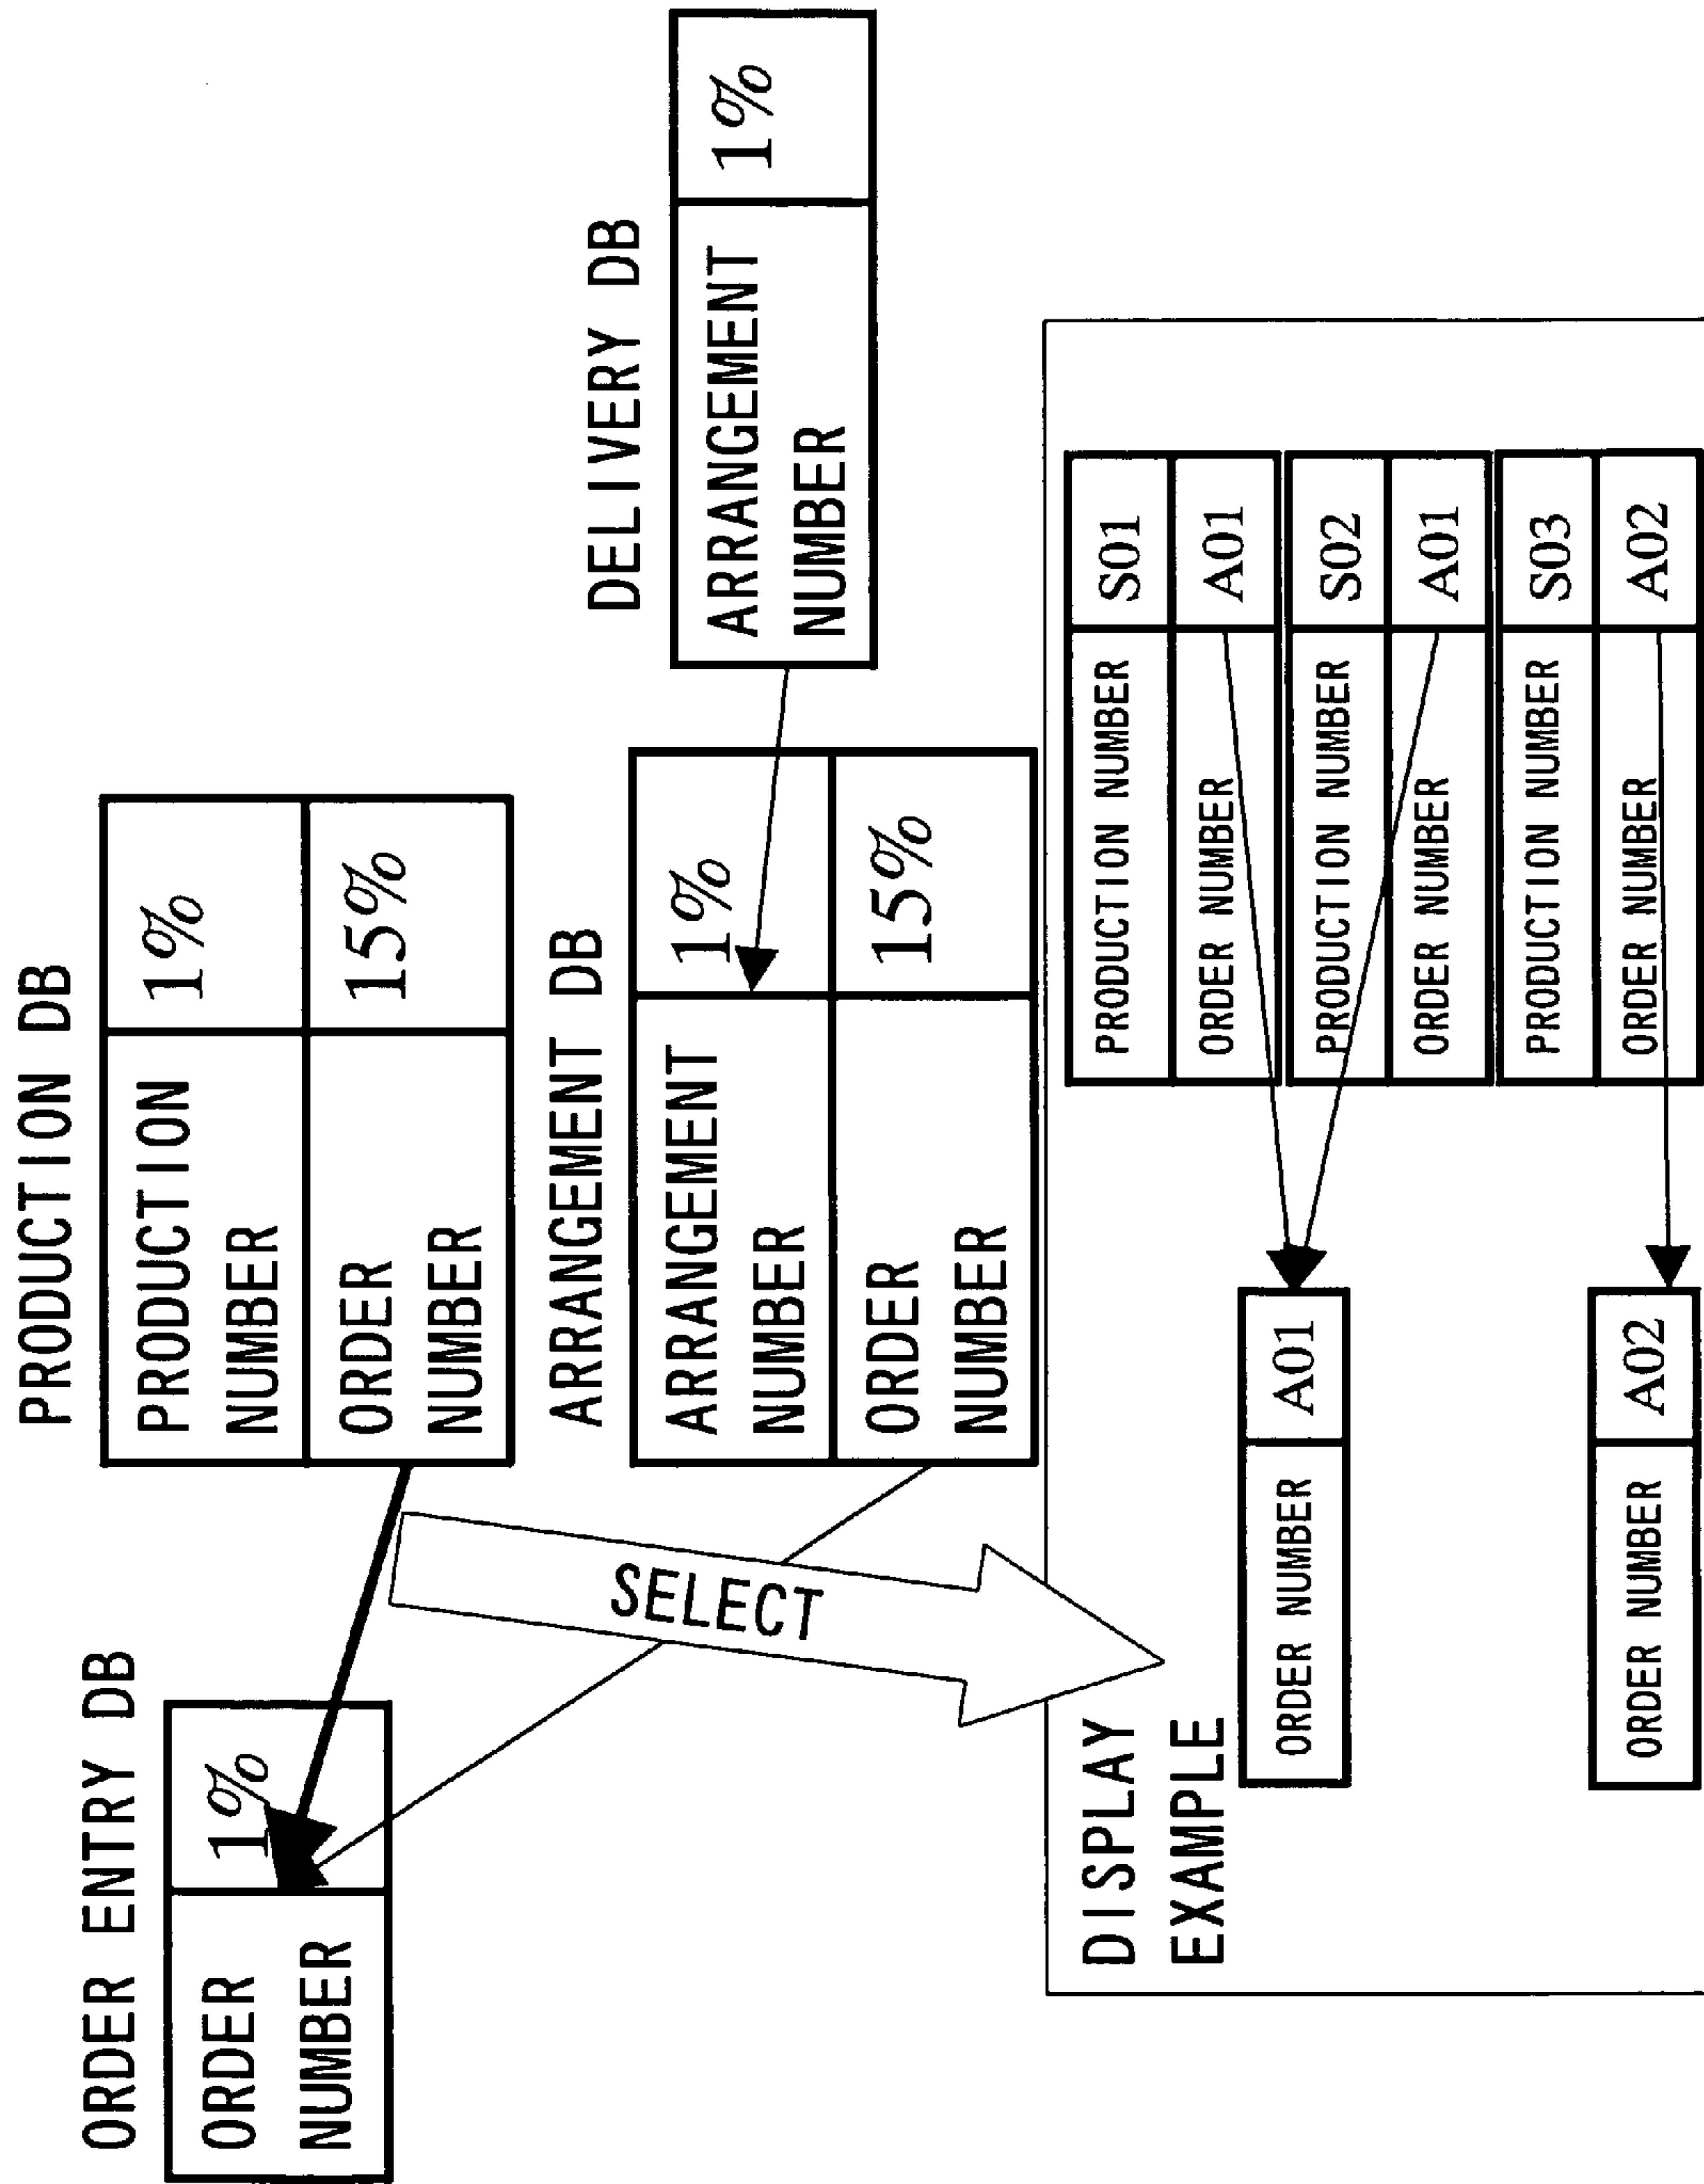 PRODUCTION DB
PRODUCTION
NUMBER
1%
ORDER
NUMBER
15%
ORDER ENTRY DB
ORDER
NUMBER
1%
ARRANGEMENT DB
ARRANGEMENT
NUMBER
1%
ORDER
NUMBER
15%
DELIVERY DB
ARRANGEMENT
NUMBER
1%
SELECT
DISPLAY
EXAMPLE
ORDER NUMBER A01
ORDER NUMBER A02
PRODUCTION NUMBER S01
ORDER NUMBER A01
PRODUCTION NUMBER S02
ORDER NUMBER A01
PRODUCTION NUMBER S03
ORDER NUMBER A02